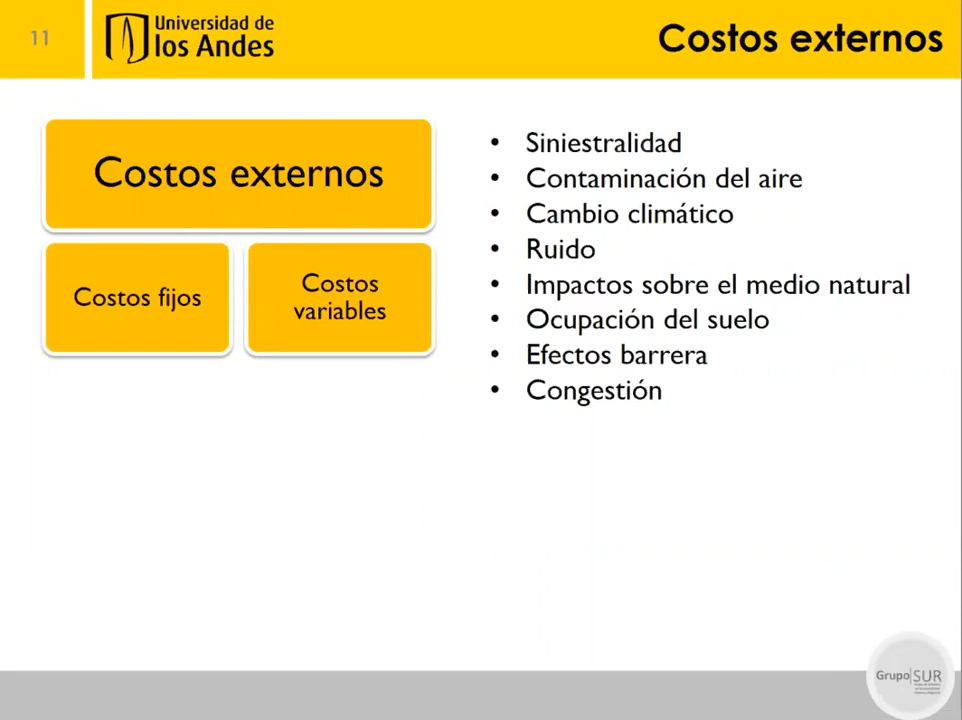 11
Universidad de
los Andes
Costos externos
Costos externos
Costos fijos
Costos
variables
• Siniestralidad
• Contaminación del aire
• Cambio climático
• Ruido
• Impactos sobre el medio natural
• Ocupación del suelo
• Efectos barrera
• Congestión
Grupo|SUR